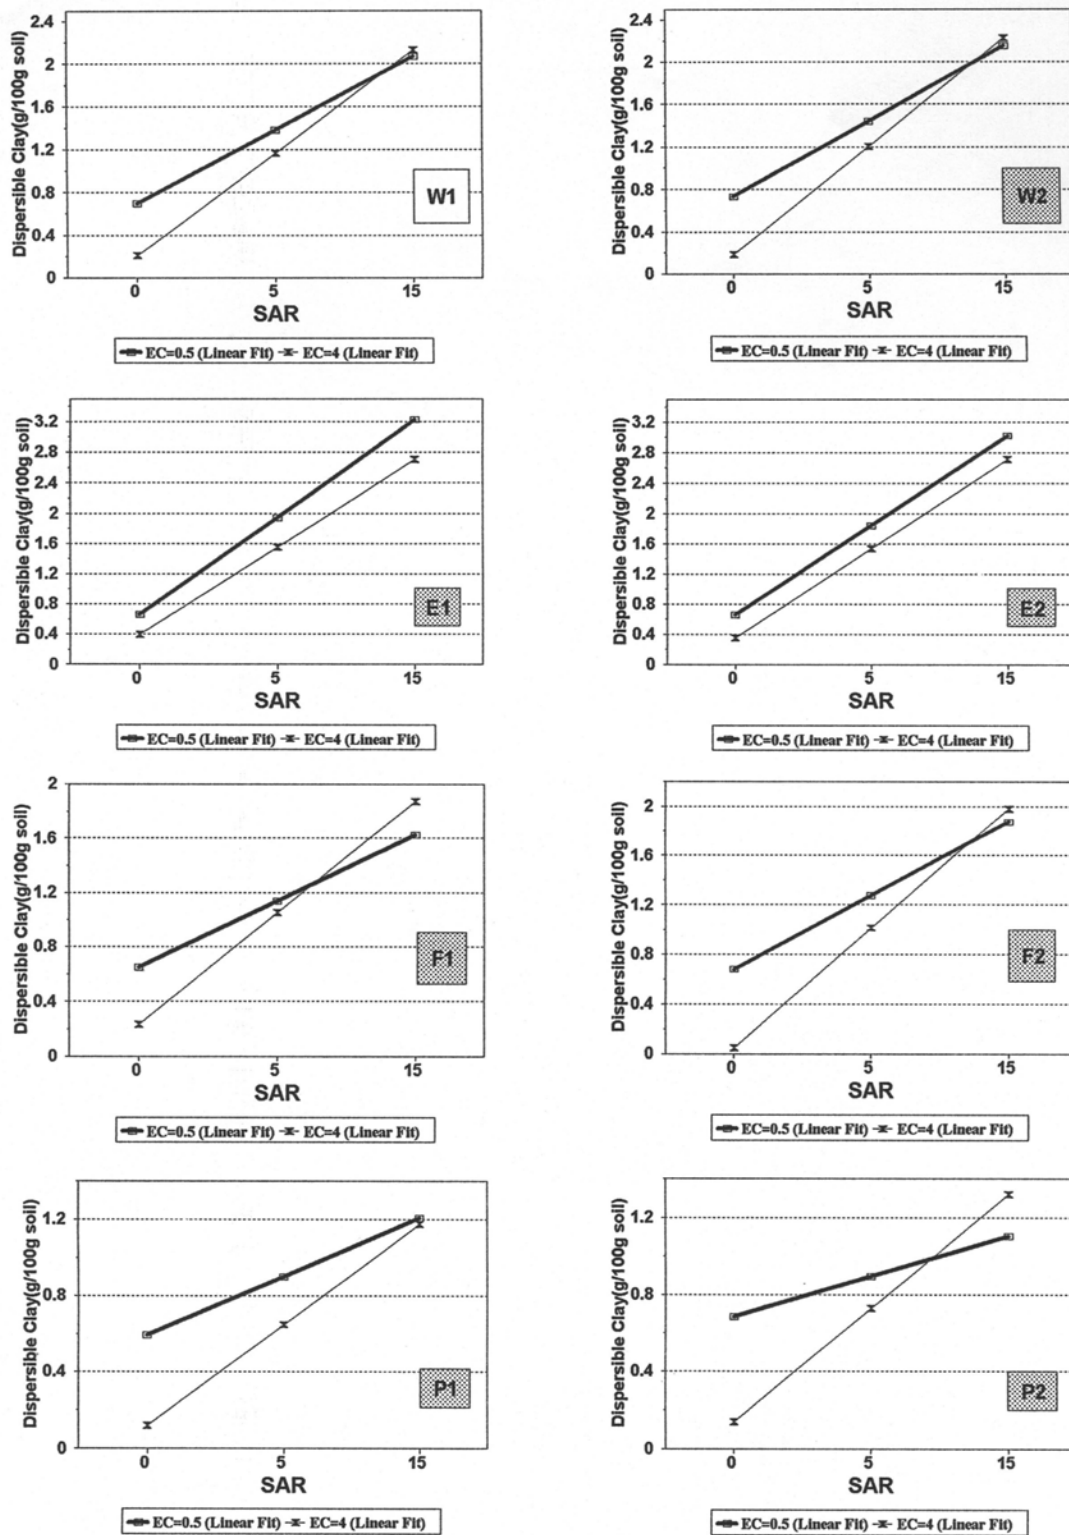 Dispersible Clay(g/100g soil)
2.4
2
1.6
1.2
0.8
0.4
0
W1
0 5 15
SAR
EC=0.5 (Linear Fit) EC=4 (Linear Fit)
Dispersible Clay(g/100g soil)
2.4
2
1.6
1.2
0.8
0.4
0
W2
0 5 15
SAR
EC=0.5 (Linear Fit) EC=4 (Linear Fit)
Dispersible Clay(g/100g soil)
3.2
2.8
2.4
2
1.6
1.2
0.8
0.4
0
E1
0 5 15
SAR
EC=0.5 (Linear Fit) EC=4 (Linear Fit)
Dispersible Clay(g/100g soil)
3.2
2.8
2.4
2
1.6
1.2
0.8
0.4
0
E2
0 5 15
SAR
EC=0.5 (Linear Fit) EC=4 (Linear Fit)
Dispersible Clay(g/100g soil)
2
1.6
1.2
0.8
0.4
0
F1
0 5 15
SAR
EC=0.5 (Linear Fit) EC=4 (Linear Fit)
Dispersible Clay(g/100g soil)
2
1.6
1.2
0.8
0.4
0
F2
0 5 15
SAR
EC=0.5 (Linear Fit) EC=4 (Linear Fit)
Dispersible Clay(g/100g soil)
1.2
0.8
0.4
0
P1
0 5 15
SAR
EC=0.5 (Linear Fit) EC=4 (Linear Fit)
Dispersible Clay(g/100g soil)
1.2
0.8
0.4
0
P2
0 5 15
SAR
EC=0.5 (Linear Fit) EC=4 (Linear Fit)